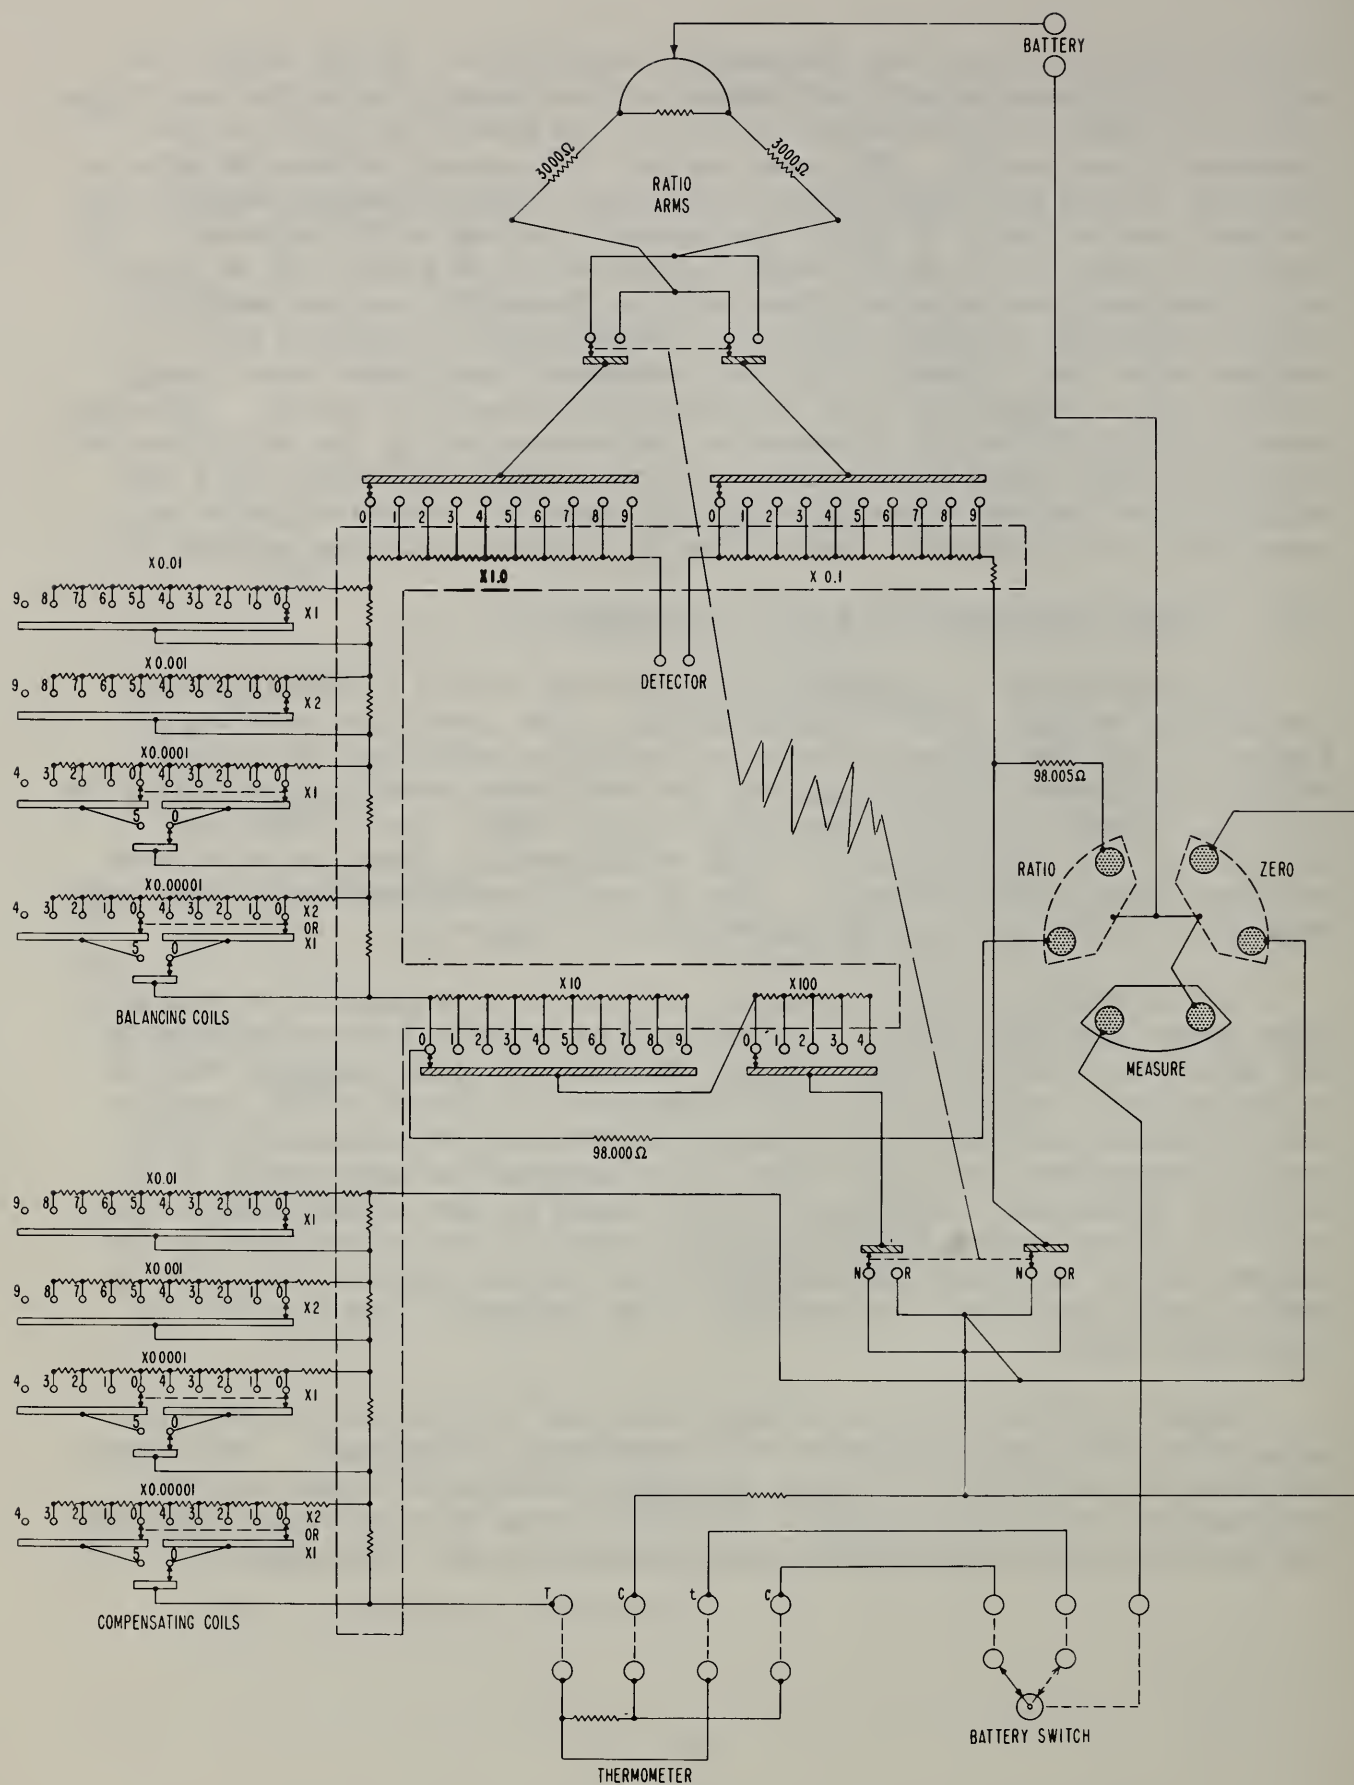 BATTERY
3000Ω
3000Ω
RATIO
ARMS
0 1 2 3 4 5 6 7 8 9
0 1 2 3 4 5 6 7 8 9
X1.0
X 0.1
X0.01
9 8 7 6 5 4 3 2 1 0
X1
X0.001
9 8 7 6 5 4 3 2 1 0
X2
DETECTOR
X0.0001
4 3 2 1 0 4 3 2 1 0
X1
5 0
98.005Ω
RATIO
ZERO
X0.00001
4 3 2 1 0 4 3 2 1 0
X2
OR
X1
5 0
BALANCING COILS
X10
X100
0 1 2 3 4 5 6 7 8 9
0 1 2 3 4
MEASURE
98.000Ω
X0.01
9 8 7 6 5 4 3 2 1 0
X1
X0 001
9 8 7 6 5 4 3 2 1 0
X2
N R
N R
X00001
4 3 2 1 0 4 3 2 1 0
X1
5 0
X0.00001
4 3 2 1 0 4 3 2 1 0
X2
OR
X1
5 0
COMPENSATING COILS
T C t c
BATTERY SWITCH
THERMOMETER